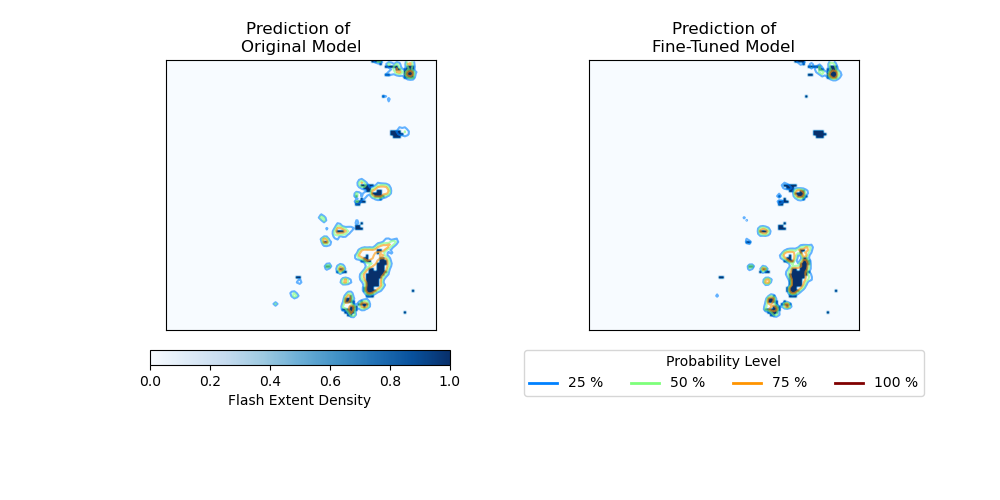 Prediction of
Original Model
Prediction of
Fine-Tuned Model
0.0 0.2 0.4 0.6 0.8 1.0
Flash Extent Density
Probability Level
25 % 50 % 75 % 100 %